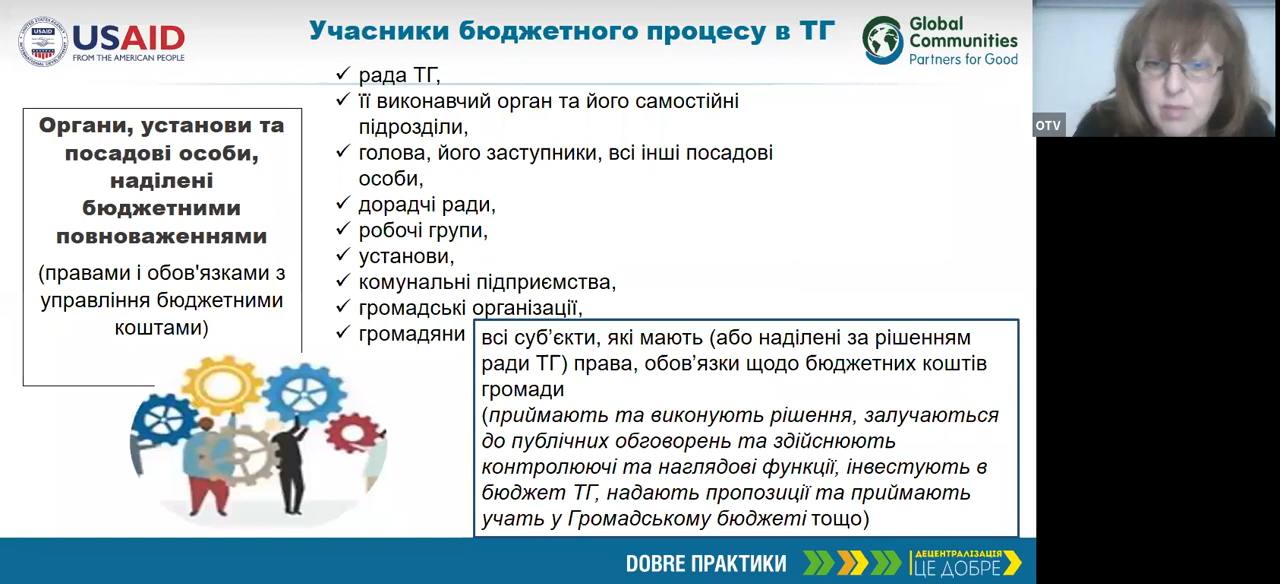 USAID
FROM THE AMERICAN PEOPLE
Учасники бюджетного процесу в ТГ
Global
Communities
Partners for Good
Органи, установи та
посадові особи,
наділені
бюджетними
повноваженнями
(правами і обов'язками з
управління бюджетними
коштами)
✓ рада ТГ,
✓ її виконавчий орган та його самостійні
підрозділи,
✓ голова, його заступники, всі інші посадові
особи,
✓ дорадчі ради,
✓ робочі групи,
✓ установи,
✓ комунальні підприємства,
✓ громадські організації,
✓ громадяни
всі суб’єкти, які мають (або наділені за рішенням
ради ТГ) права, обов’язки щодо бюджетних коштів
громади
(приймають та виконують рішення, залучаються
до публічних обговорень та здійснюють
контролюючі та наглядові функції, інвестують в
бюджет ТГ, надають пропозиції та приймають
учать у Громадському бюджеті тощо)
OTV
DOBRE ПРАКТИКИ
ДЕЦЕНТРАЛІЗАЦІЯ
ЦЕ ДОБРЕ